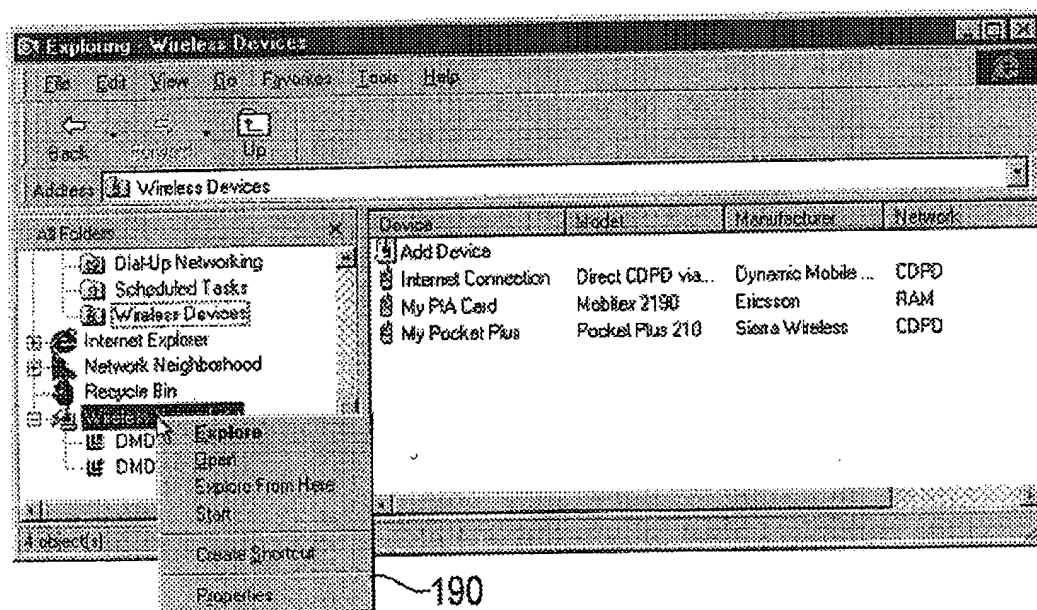 Exploring - Wireless Devices
File Edit View Go Favorites Tools Help
Back Forward Up
Address Wireless Devices
All Folders
Device Model Manufacturer Network
Dial-Up Networking
Scheduled Tasks
Wireless Devices
Internet Explorer
Network Neighborhood
Recycle Bin
DMD
DMD
Add Device
Internet Connection Direct CDPD via... Dynamic Mobile ... CDPD
My PIA Card Mobitex 2190 Ericsson RAM
My Pocket Plus Pocket Plus 210 Sierra Wireless CDPD
Explore
Open
Explore From Here
Start
Create Shortcut
Properties
4 object(s)
190